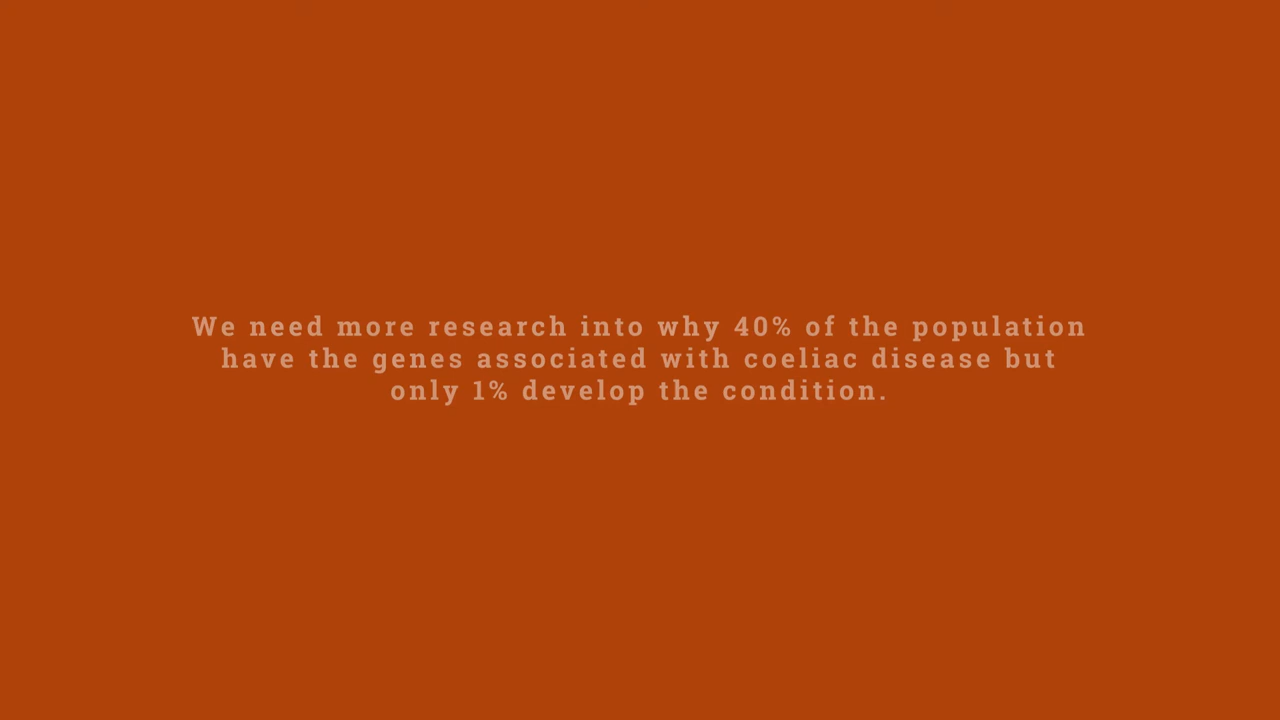 We need more research into why 40% of the population
have the genes associated with coeliac disease but
only 1% develop the condition.